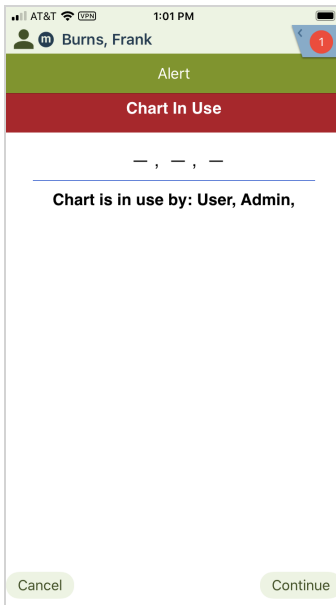 AT&T VPN 1:01 PM
m Burns, Frank
1
Alert
Chart In Use
— , — , —
Chart is in use by: User, Admin,
Cancel Continue